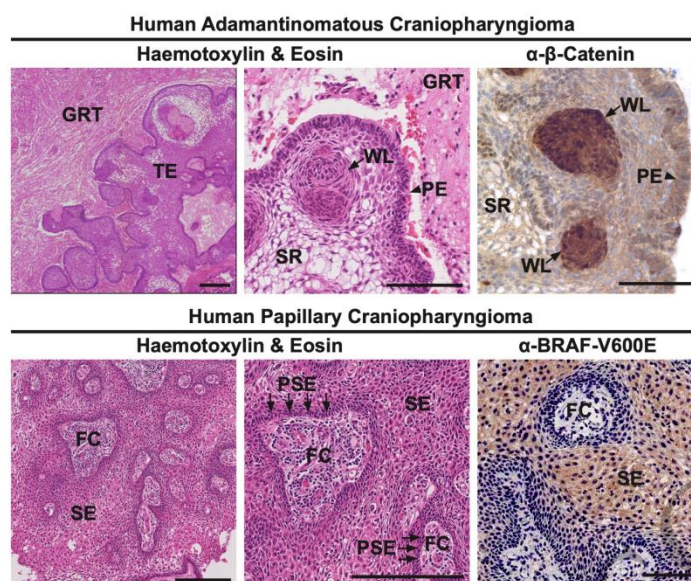 Human Adamantinomatous Craniopharyngioma
Haemotoxylin & Eosin
α-β-Catenin
GRT
TE
GRT
WL
PE
SR
WL
PE
SR
WL
Human Papillary Craniopharyngioma
Haemotoxylin & Eosin
α-BRAF-V600E
FC
SE
PSE
SE
FC
PSE
FC
FC
SE